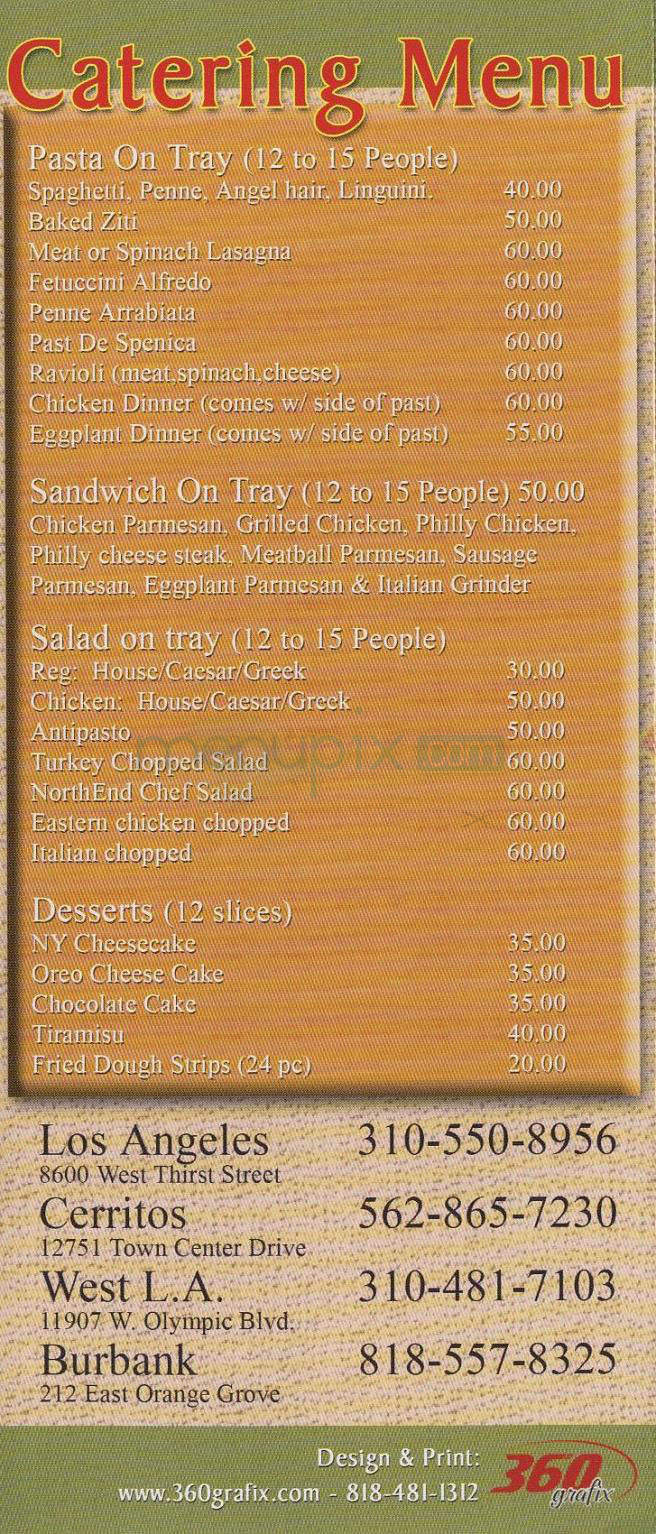 Catering Menu
Pasta On Tray (12 to 15 People)
Spaghetti, Penne, Angel hair, Linguini. 40.00
Baked Ziti 50.00
Meat or Spinach Lasagna 60.00
Fetuccini Alfredo 60.00
Penne Arrabiata 60.00
Past De Spenica 60.00
Ravioli (meat,spinach,cheese) 60.00
Chicken Dinner (comes w/ side of past) 60.00
Eggplant Dinner (comes w/ side of past) 55.00
Sandwich On Tray (12 to 15 People) 50.00
Chicken Parmesan, Grilled Chicken, Philly Chicken,
Philly cheese steak, Meatball Parmesan, Sausage
Parmesan, Eggplant Parmesan & Italian Grinder
Salad on tray (12 to 15 People)
Reg: House/Caesar/Greek 30.00
Chicken: House/Caesar/Greek 50.00
Antipasto 50.00
menupix.com
Turkey Chopped Salad 60.00
NorthEnd Chef Salad 60.00
Eastern chicken chopped 60.00
Italian chopped 60.00
Desserts (12 slices)
NY Cheesecake 35.00
Oreo Cheese Cake 35.00
Chocolate Cake 35.00
Tiramisu 40.00
Fried Dough Strips (24 pc) 20.00
Los Angeles 310-550-8956
8600 West Thirst Street
Cerritos 562-865-7230
12751 Town Center Drive
West L.A. 310-481-7103
11907 W. Olympic Blvd.
Burbank 818-557-8325
212 East Orange Grove
Design & Print: 360 grafix
www.360grafix.com - 818-481-1312